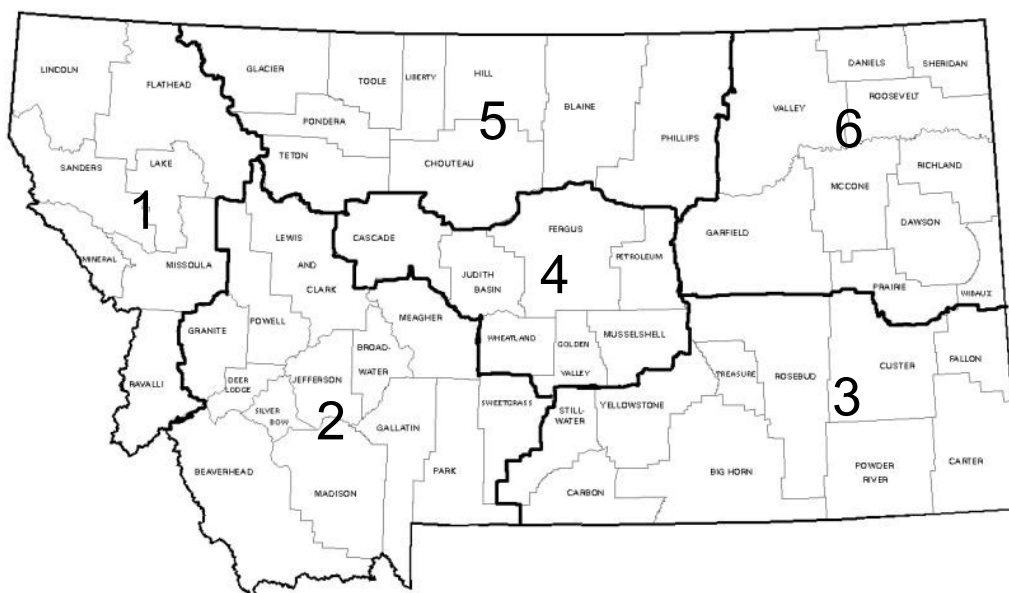 LINCOLN
FLATHEAD
GLACIER
TOOLE
LIBERTY
HILL
BLAINE
PHILLIPS
VALLEY
DANIELS
SHERIDAN
ROOSEVELT
PONDERA
TETON
CHOUTEAU
5
6
SANDERS
LAKE
1
MINERAL
MISSOULA
RICHLAND
MCCONE
DAWSON
GARFIELD
PRAIRIE
WIBAUX
LEWIS
AND
CLARK
CASCADE
FERGUS
PETROLEUM
JUDITH
BASIN
4
MEAGHER
WHEATLAND
GOLDEN
VALLEY
MUSSELSHELL
GRANITE
POWELL
BROAD-
WATER
RAVALLI
DEER
LODGE
JEFFERSON
SILVER
BOW
2
GALLATIN
PARK
SWEETGRASS
BEAVERHEAD
MADISON
STILL-
WATER
YELLOWSTONE
TREASURE
ROSEBUD
CUSTER
FALLON
3
CARBON
BIG HORN
POWDER
RIVER
CARTER